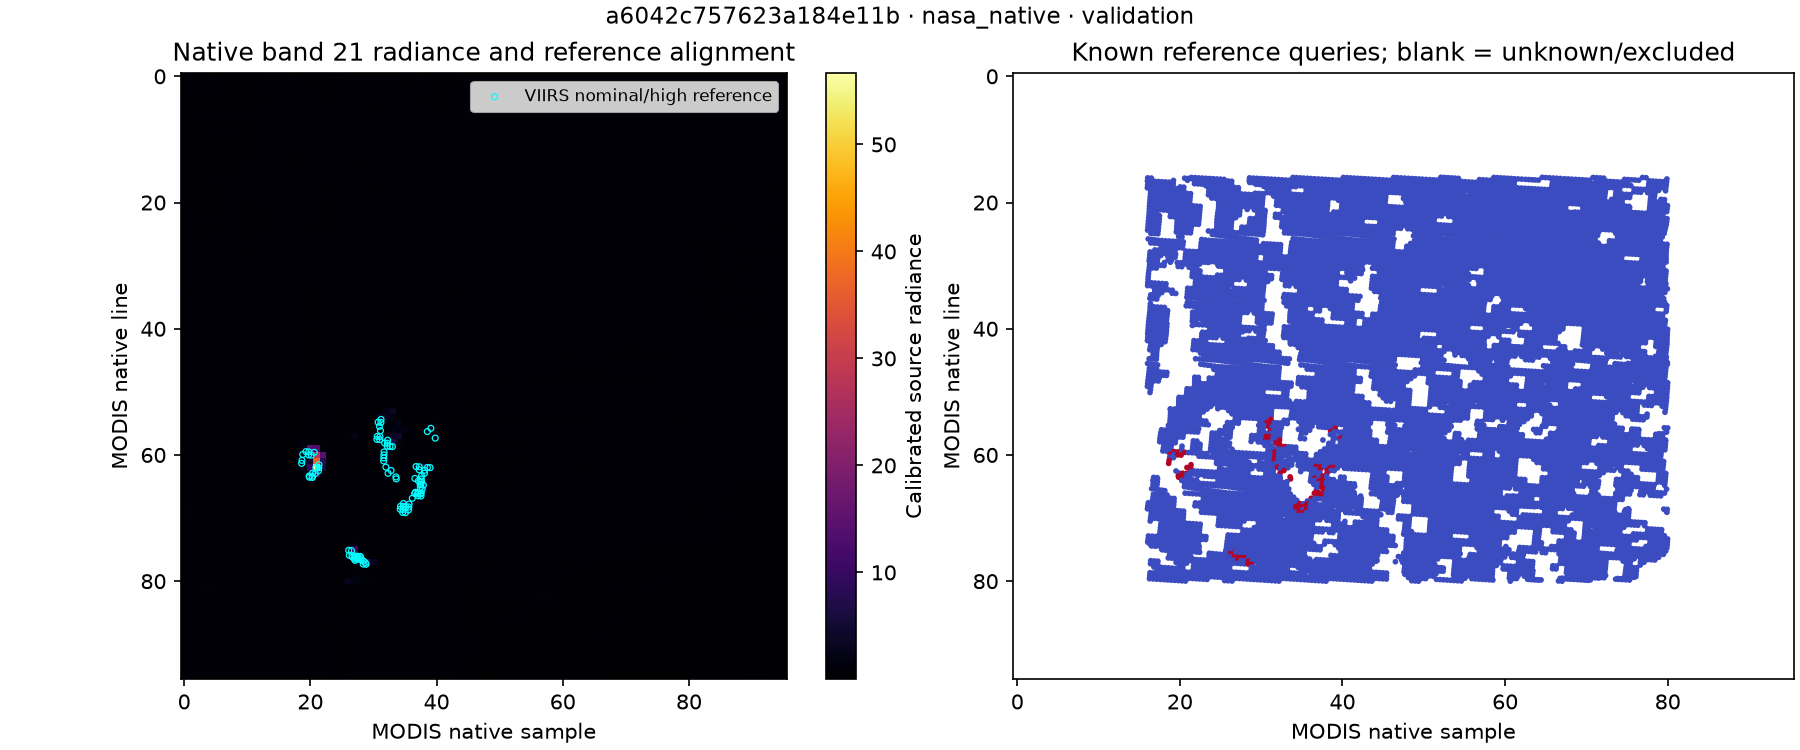 a6042c757623a184e11b · nasa_native · validation
Native band 21 radiance and reference alignment
VIIRS nominal/high reference
0
20
40
60
80
MODIS native line
0
20
40
60
80
MODIS native sample
50
40
30
20
10
Calibrated source radiance
Known reference queries; blank = unknown/excluded
0
20
40
60
80
MODIS native line
0
20
40
60
80
MODIS native sample